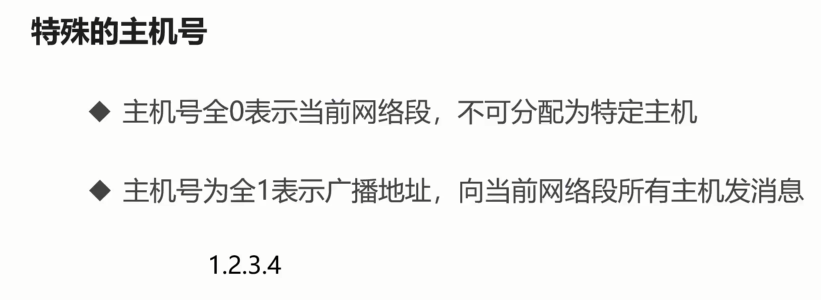 特殊的主机号
◆ 主机号全0表示当前网络段，不可分配为特定主机
◆ 主机号为全1表示广播地址，向当前网络段所有主机发消息
1.2.3.4